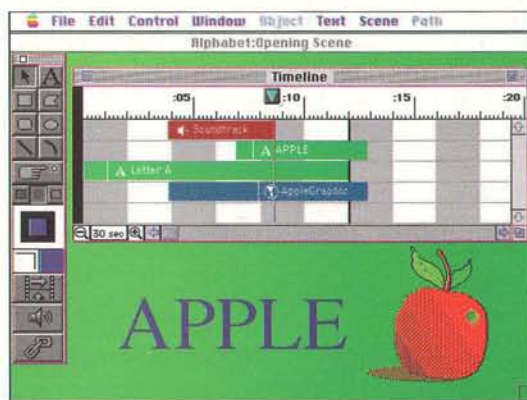 File Edit Control Window Object Text Scene Path
Alphabet:Opening Scene
Timeline
:05 :10 :15 :20
Soundtrack
A APPLE
A Letter A
AppleGraphic
30 sec
A
APPLE